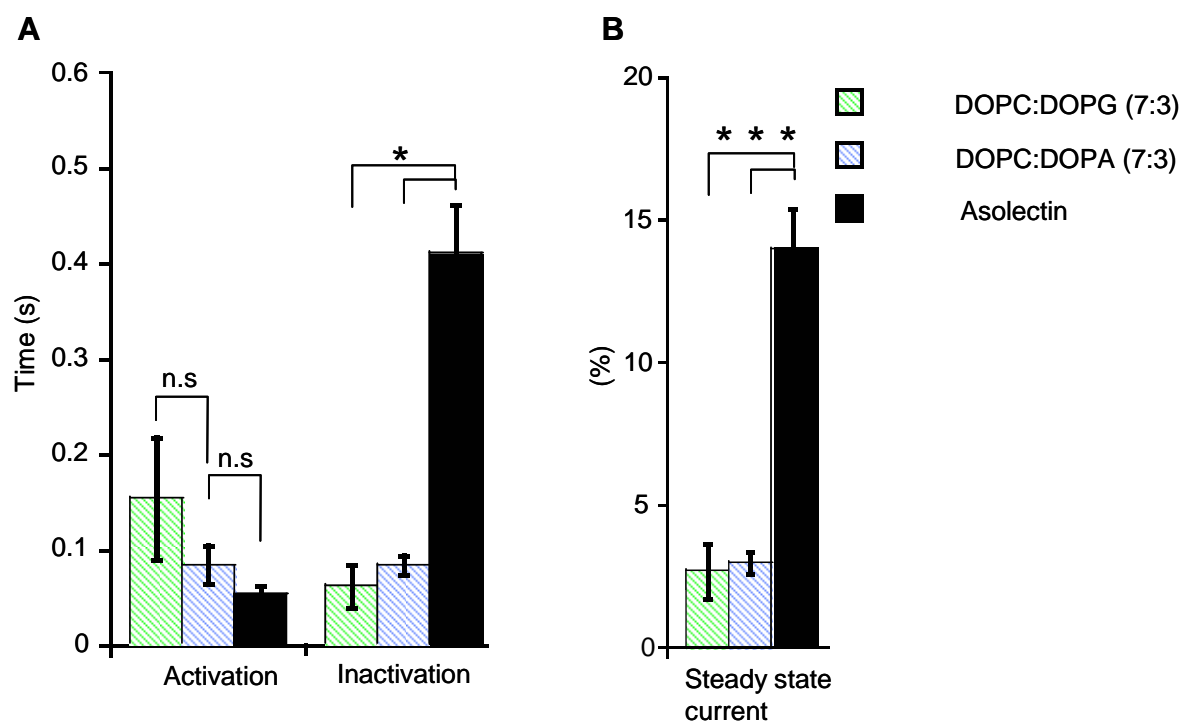 A
0.6
0.5
0.4
0.3
0.2
0.1
0
Time (s)
n.s
n.s
*
Activation
Inactivation
B
20
15
10
5
0
(%)
* * *
Steady state
current
DOPC:DOPG (7:3)
DOPC:DOPA (7:3)
Asolectin